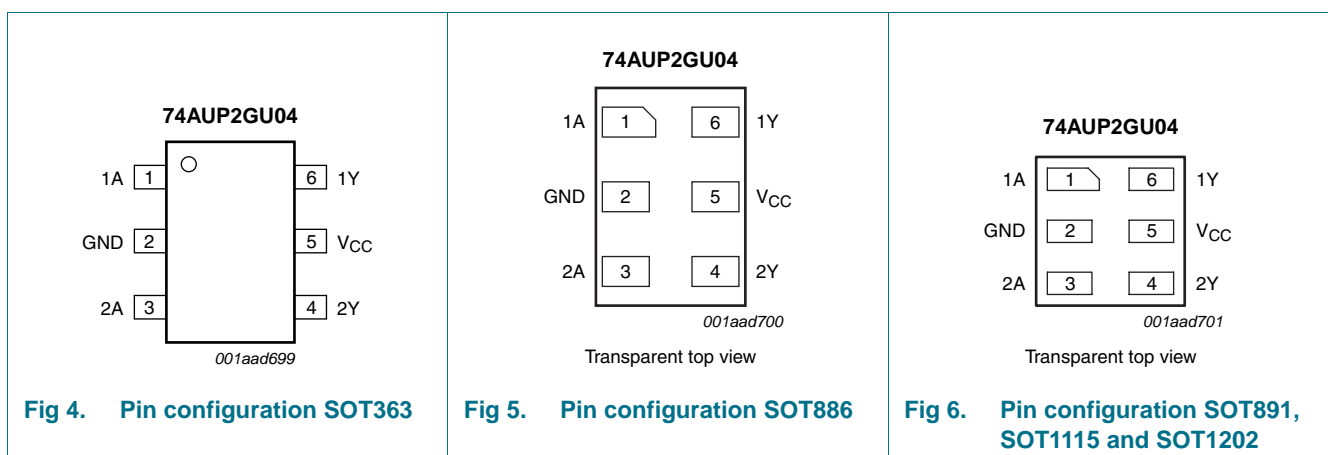 74AUP2GU04
1A 1 6 1Y
GND 2 5 VCC
2A 3 4 2Y
001aad699
Fig 4. Pin configuration SOT363
74AUP2GU04
1A 1 6 1Y
GND 2 5 VCC
2A 3 4 2Y
001aad700
Transparent top view
Fig 5. Pin configuration SOT886
74AUP2GU04
1A 1 6 1Y
GND 2 5 VCC
2A 3 4 2Y
001aad701
Transparent top view
Fig 6. Pin configuration SOT891,
SOT1115 and SOT1202